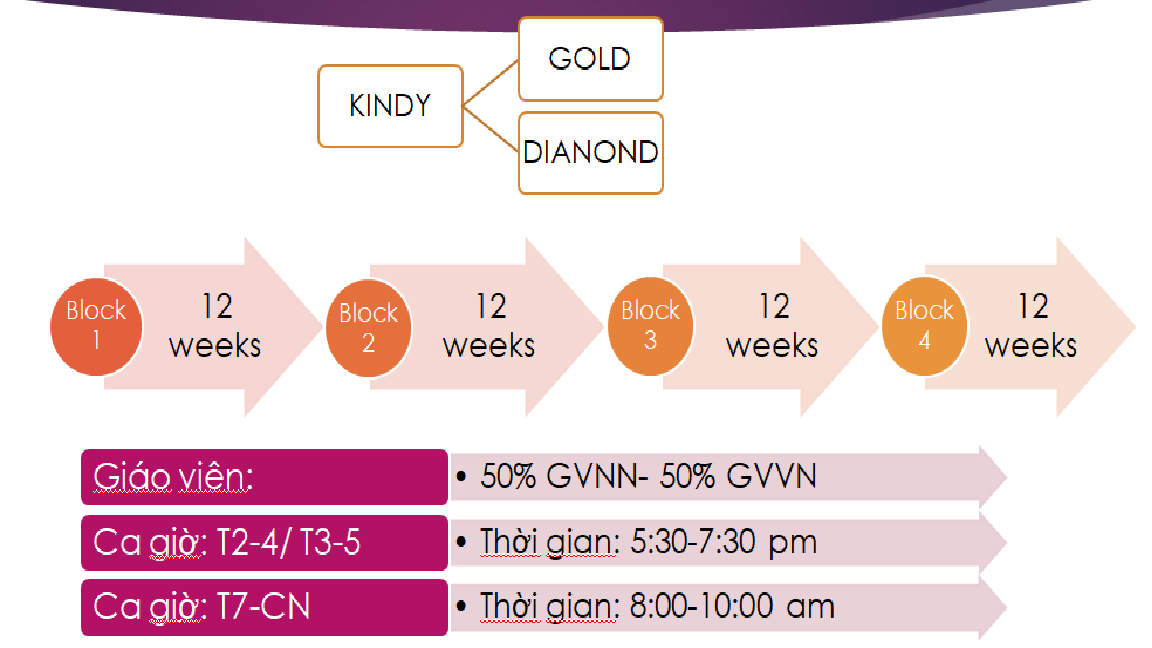 GOLD
KINDY
DIANOND
Block 1
12 weeks
Block 2
12 weeks
Block 3
12 weeks
Block 4
12 weeks
Giáo viên:
• 50% GVNN- 50% GVVN
Ca giờ: T2-4/ T3-5
• Thời gian: 5:30-7:30 pm
Ca giờ: T7-CN
• Thời gian: 8:00-10:00 am